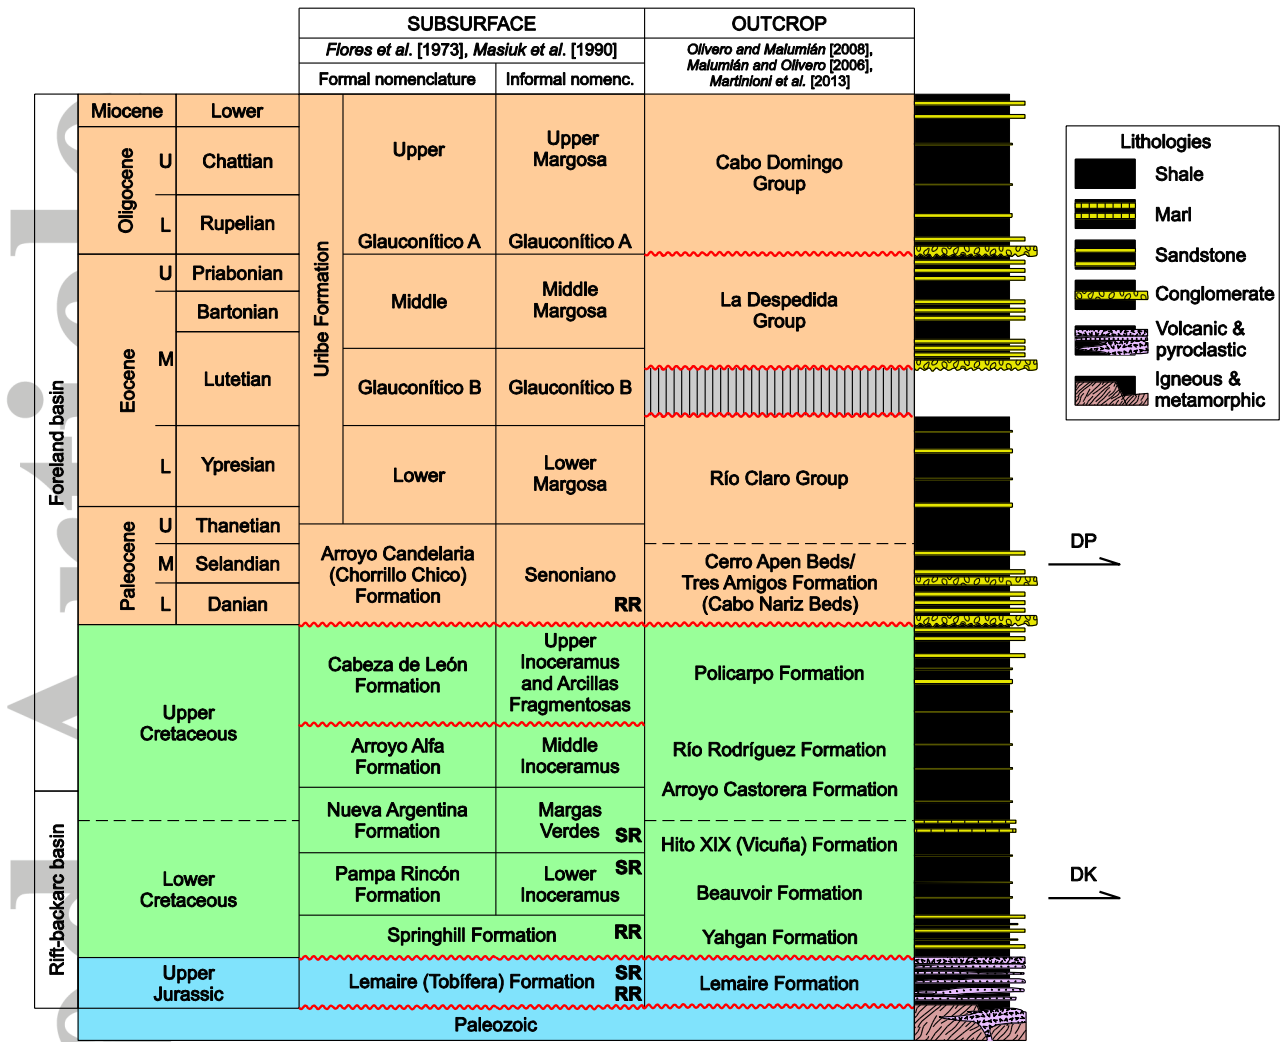 SUBSURFACE
OUTCROP
Flores et al. [1973], Masiuk et al. [1990]
Olivero and Malumián [2008],
Malumián and Olivero [2006],
Martinioni et al. [2013]
Formal nomenclature
Informal nomenc.
Foreland basin
Rift-backarc basin
Miocene
Lower
Oligocene
U
Chattian
L
Rupelian
Eocene
U
Priabonian
Bartonian
M
Lutetian
L
Ypresian
Paleocene
U
Thanetian
M
Selandian
L
Danian
Upper
Cretaceous
Lower
Cretaceous
Upper
Jurassic
Paleozoic
Uribe Formation
Upper
Glauconítico A
Middle
Glauconítico B
Lower
Arroyo Candelaria
(Chorrillo Chico)
Formation
Cabeza de León
Formation
Arroyo Alfa
Formation
Nueva Argentina
Formation
Pampa Rincón
Formation
Springhill Formation
RR
Lemaire (Tobífera) Formation
SR
RR
Upper
Margosa
Glauconítico A
Middle
Margosa
Glauconítico B
Lower
Margosa
Senoniano
RR
Upper
Inoceramus
and Arcillas
Fragmentosas
Middle
Inoceramus
Margas
Verdes
SR
SR
Lower
Inoceramus
Cabo Domingo
Group
La Despedida
Group
Río Claro Group
Cerro Apen Beds/
Tres Amigos Formation
(Cabo Nariz Beds)
Policarpo Formation
Río Rodríguez Formation
Arroyo Castorera Formation
Hito XIX (Vicuña) Formation
Beauvoir Formation
Yahgan Formation
Lemaire Formation
Lithologies
Shale
Marl
Sandstone
Conglomerate
Volcanic &
pyroclastic
Igneous &
metamorphic
DP
DK